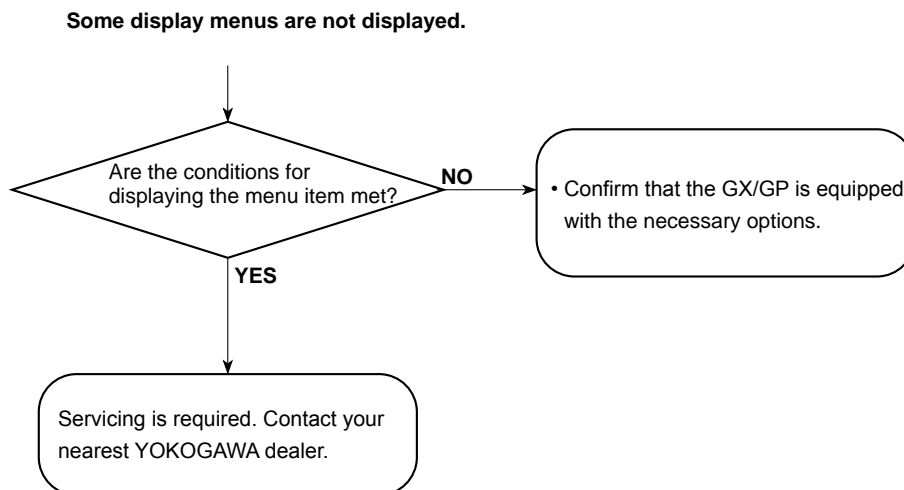 Some display menus are not displayed.
Are the conditions for
displaying the menu item met?
NO
• Confirm that the GX/GP is equipped
with the necessary options.
YES
Servicing is required. Contact your
nearest YOKOGAWA dealer.